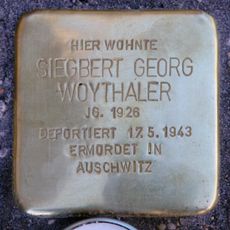 HIER WOHNTE
SIEGBERT GEORG
WOYTHALER
JG. 1926
DEPORTIERT 17.5.1943
ERMORDET IN
AUSCHWITZ